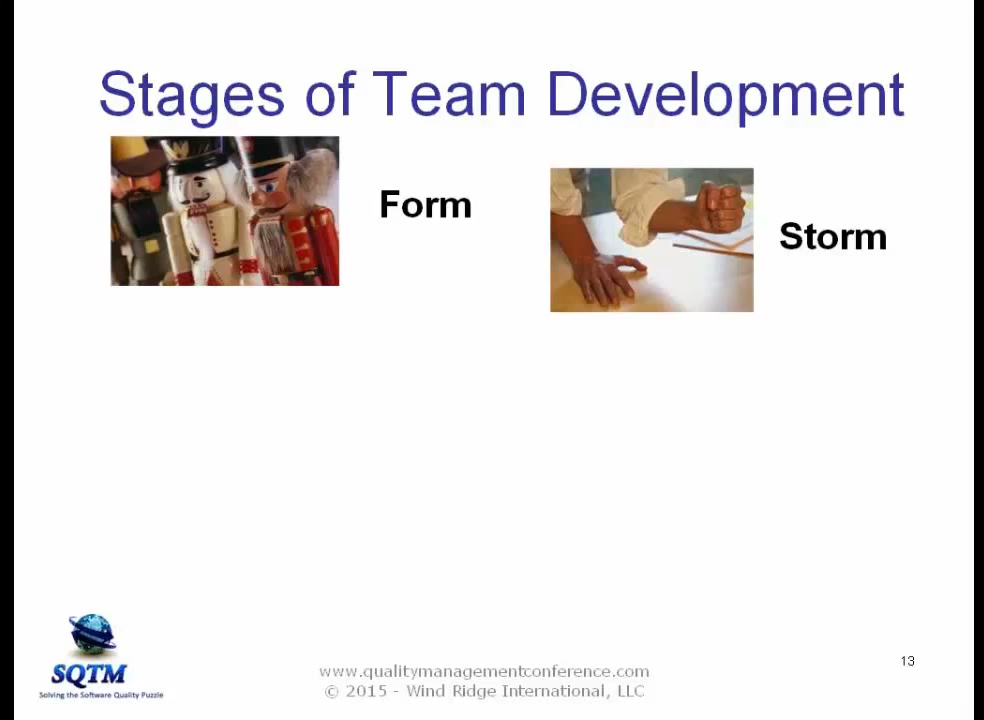 Stages of Team Development
Form
Storm
SQTM
Solving the Software Quality Puzzle
www.qualitymanagementconference.com
© 2015 - Wind Ridge International, LLC
13